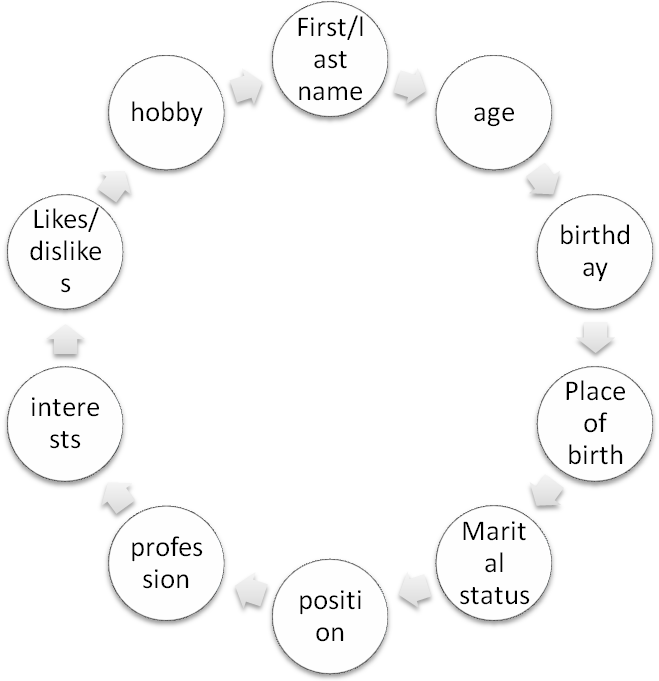 First/l
ast
name
age
birthd
ay
Place
of
birth
Marit
al
status
positi
on
profes
sion
intere
sts
Likes/
dislike
s
hobby